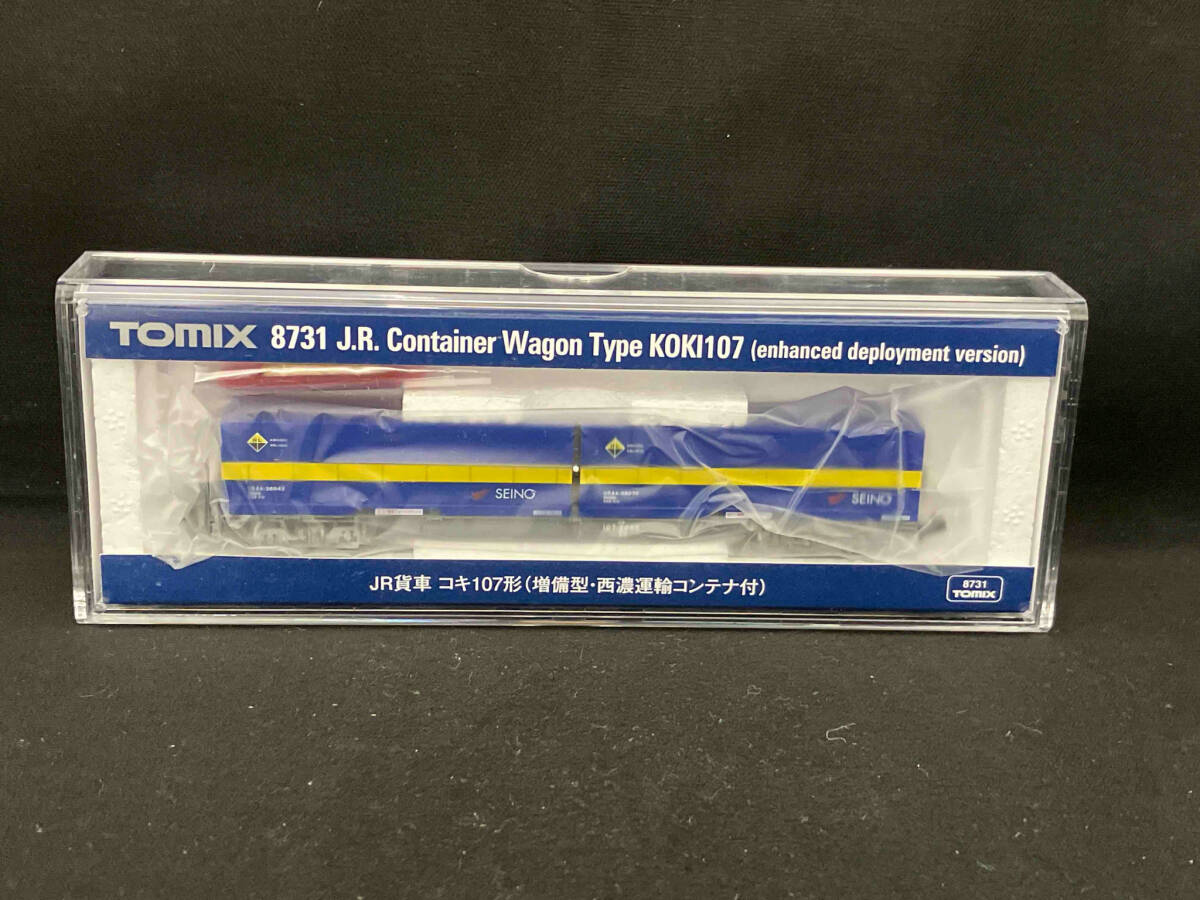 TOMIX 8731 J.R. Container Wagon Type KOKI107 (enhanced deployment version)
SEINO
SEINO
JR貨車 コキ107形(増備型・西濃運輸コンテナ付)
8731
TOMIX